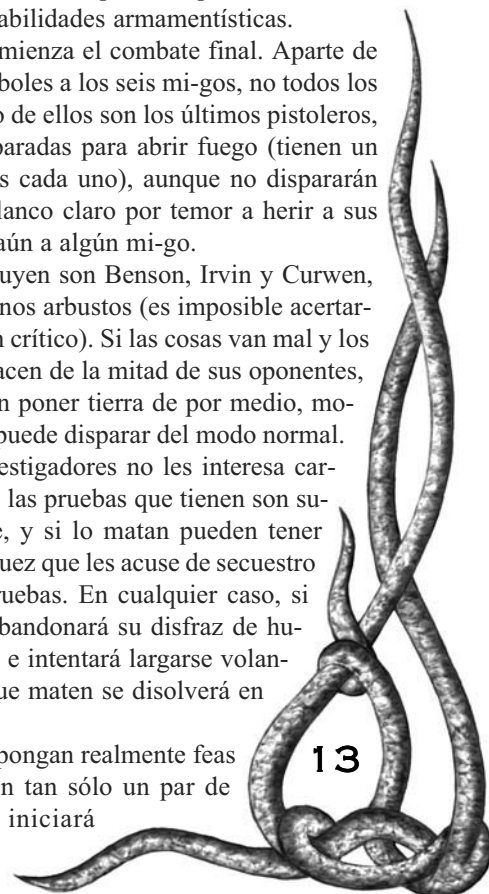 abilidades armamentísticas.
mienza el combate final. Aparte de
boles a los seis mi-gos, no todos los
o de ellos son los últimos pistoleros,
paradas para abrir fuego (tienen un
s cada uno), aunque no dispararán
lanco claro por temor a herir a sus
aún a algún mi-go.
uyen son Benson, Irvin y Curwen,
nos arbustos (es imposible acertar-
n crítico). Si las cosas van mal y los
acen de la mitad de sus oponentes,
n poner tierra de por medio, mo-
puede disparar del modo normal.
estigadores no les interesa car-
las pruebas que tienen son su-
e, y si lo matan pueden tener
uez que les acuse de secuestro
ruebas. En cualquier caso, si
bandonará su disfraz de hu-
e intentará largarse volan-
ue maten se disolverá en
pongan realmente feas
n tan sólo un par de
iniciará
13